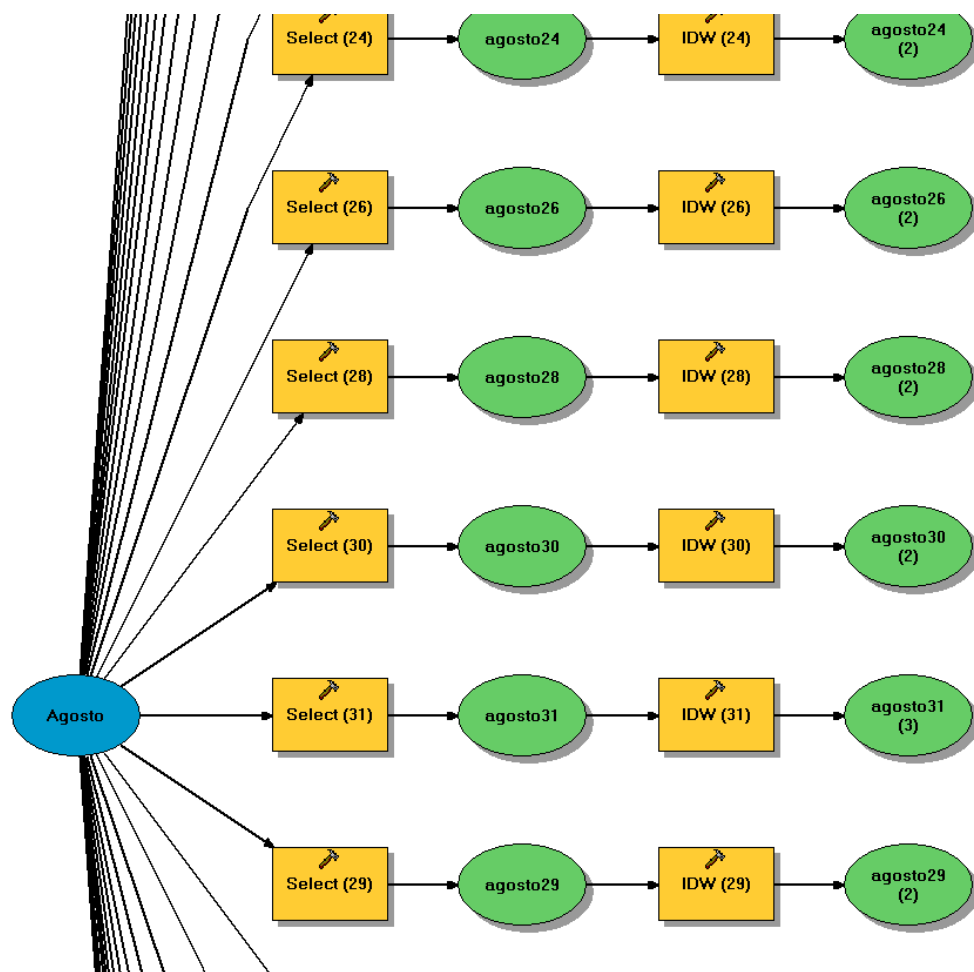 Select (24)
agosto24
IDW (24)
agosto24
(2)
Select (26)
agosto26
IDW (26)
agosto26
(2)
Select (28)
agosto28
IDW (28)
agosto28
(2)
Select (30)
agosto30
IDW (30)
agosto30
(2)
Agosto
Select (31)
agosto31
IDW (31)
agosto31
(3)
Select (29)
agosto29
IDW (29)
agosto29
(2)